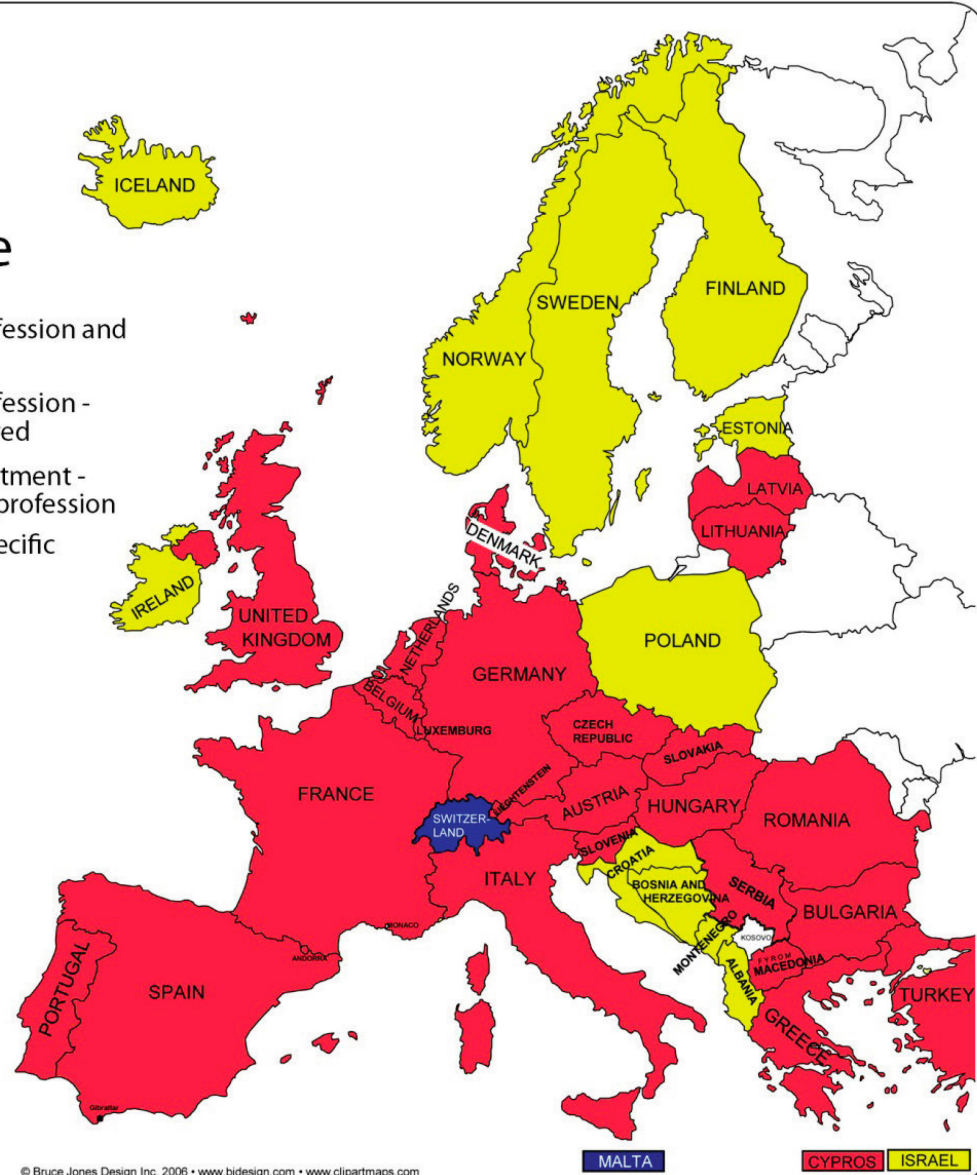 ICELAND
e
fession and
fession -
ed
tment -
profession
ecific
NORWAY
SWEDEN
FINLAND
ESTONIA
LATVIA
LITHUANIA
DENMARK
IRELAND
UNITED
KINGDOM
NETHERLANDS
BELGIUM
LUXEMBURG
GERMANY
POLAND
CZECH
REPUBLIC
SLOVAKIA
FRANCE
SWITZER-
LAND
LIECHTENSTEIN
AUSTRIA
HUNGARY
ROMANIA
SLOVENIA
CROATIA
ITALY
BOSNIA AND
HERZEGOVINA
SERBIA
BULGARIA
MONTENEGRO
KOSOVO
FYROM
MACEDONIA
ALBANIA
GREECE
TURKEY
MONACO
ANDORRA
PORTUGAL
SPAIN
Gibraltar
MALTA
CYPROS
ISRAEL
© Bruce Jones Design Inc. 2006 • www.bjdesign.com • www.clipartmaps.com